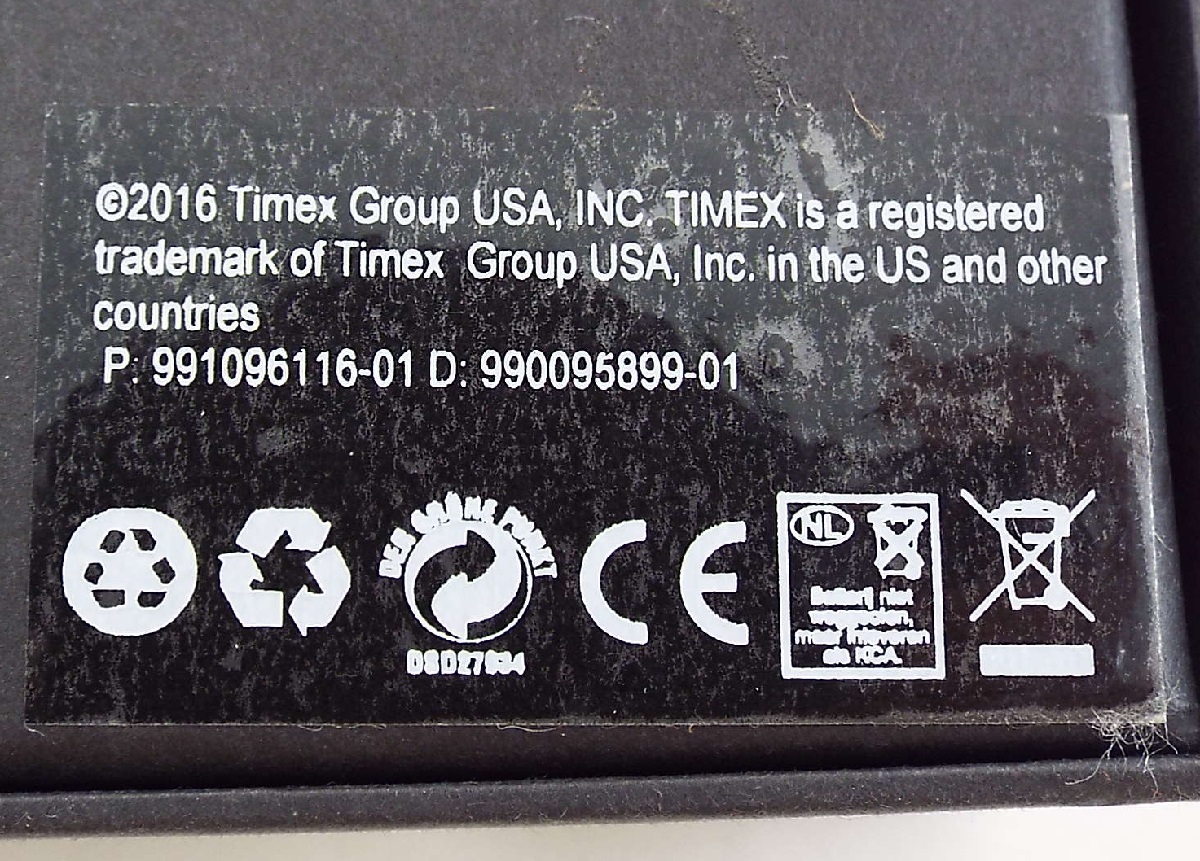 ©2016 Timex Group USA, INC. TIMEX is a registered
trademark of Timex Group USA, Inc. in the US and other
countries
P: 991096116-01 D: 990095899-01
DER GRÜNE PUNKT
DSD27934
CE
NL
Batterij niet
weggooien,
maar inleveren
als KCA.